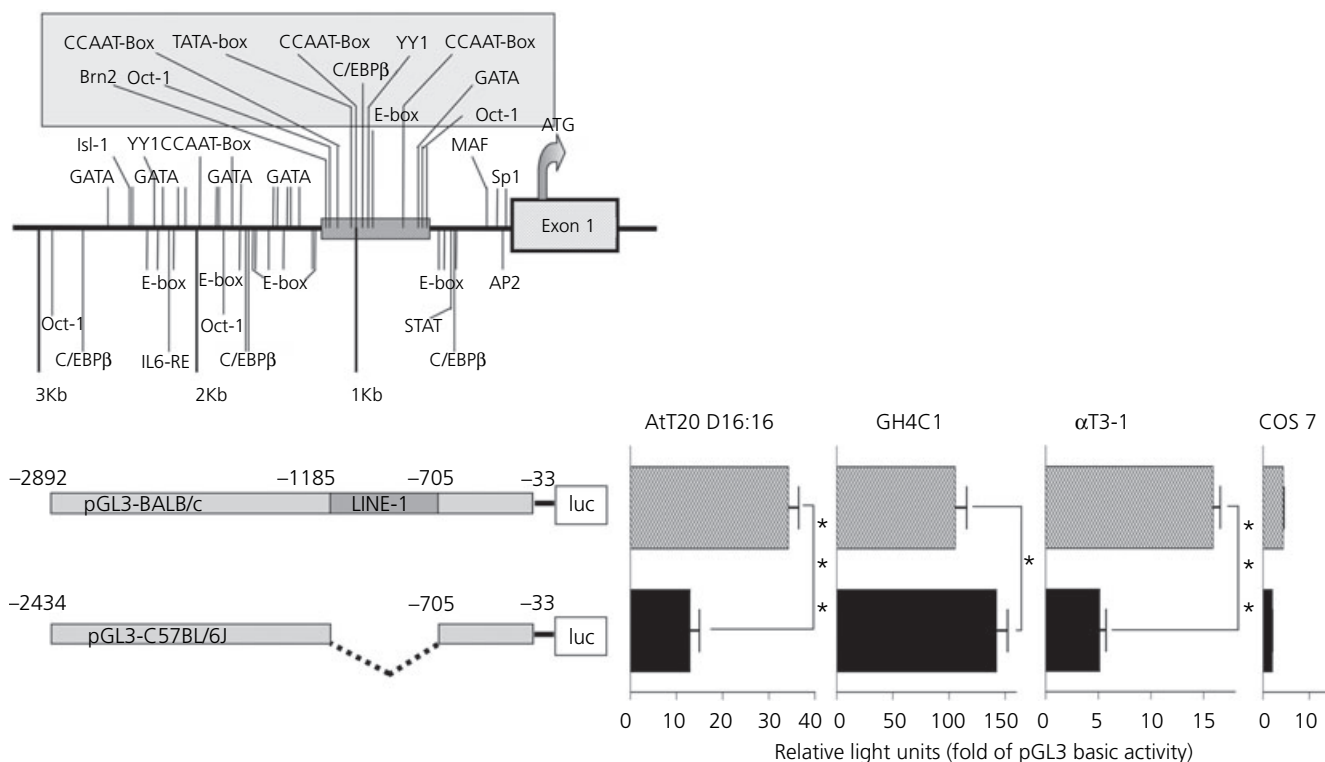 CCAAT-Box TATA-box CCAAT-Box YY1 CCAAT-Box
C/EBPβ
Brn2 Oct-1 GATA
E-box Oct-1
ATG
Isl-1 YY1 CCAAT-Box MAF
GATA GATA GATA GATA Sp1
Exon 1
E-box E-box E-box E-box AP2
Oct-1 Oct-1 STAT
C/EBPβ IL6-RE C/EBPβ C/EBPβ
3Kb 2Kb 1Kb
AtT20 D16:16 GH4C1 αT3-1 COS 7
–2892 –1185 –705 –33
pGL3-BALB/c LINE-1 luc
* * *
*
* * *
–2434 –705 –33
pGL3-C57BL/6J luc
0 10 20 30 40 0 50 100 150 0 5 10 15 0 10
Relative light units (fold of pGL3 basic activity)